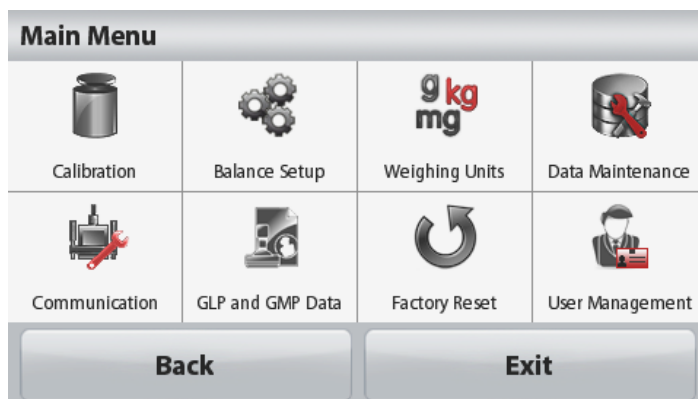 Main Menu
g kg
mg
Calibration
Balance Setup
Weighing Units
Data Maintenance
Communication
GLP and GMP Data
Factory Reset
User Management
Back
Exit